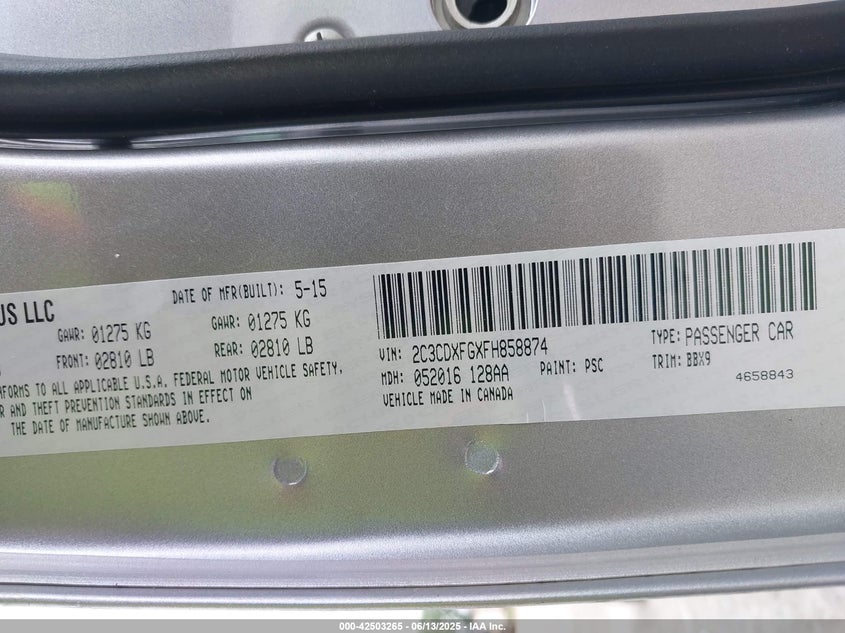 US LLC
DATE OF MFR(BUILT): 5-15
GAWR: 01275 KG GAWR: 01275 KG
FRONT: 02810 LB REAR: 02810 LB
FORMS TO ALL APPLICABLE U.S.A. FEDERAL MOTOR VEHICLE SAFETY.
R AND THEFT PREVENTION STANDARDS IN EFFECT ON
THE DATE OF MANUFACTURE SHOWN ABOVE.
VIN: 2C3CDXFGXFH858874 TYPE: PASSENGER CAR
MDH: 052016 128AA PAINT: PSC TRIM: BBX9
VEHICLE MADE IN CANADA 4658843
000-42503265 - 06/13/2025 - IAA Inc.